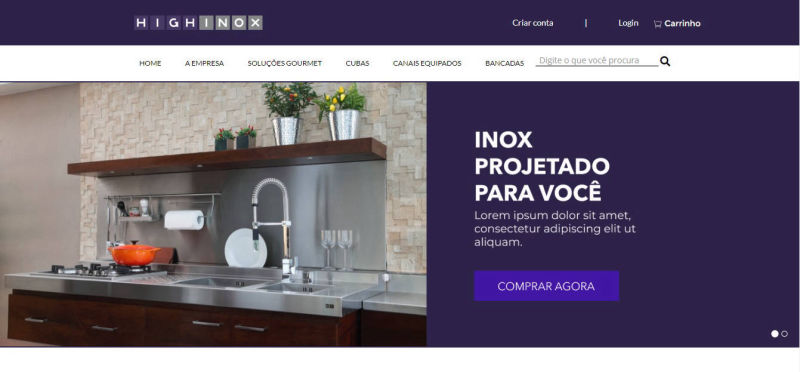 HIGHINOX
Criar conta | Login Carrinho
HOME A EMPRESA SOLUÇÕES GOURMET CUBAS CANAIS EQUIPADOS BANCADAS Digite o que você procura
INOX
PROJETADO
PARA VOCÊ
Lorem ipsum dolor sit amet,
consectetur adipiscing elit ut
aliquam.
COMPRAR AGORA